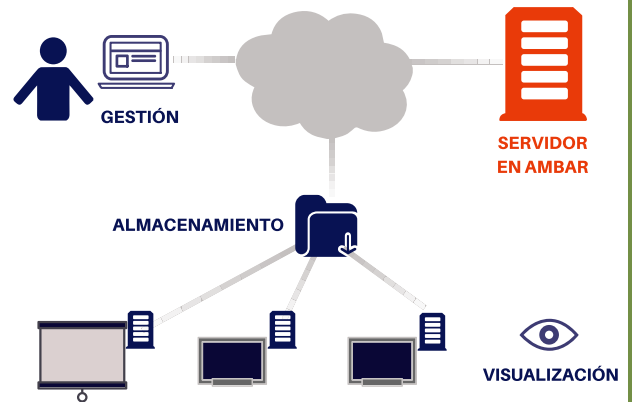 GESTIÓN
SERVIDOR
EN AMBAR
ALMACENAMIENTO
VISUALIZACIÓN